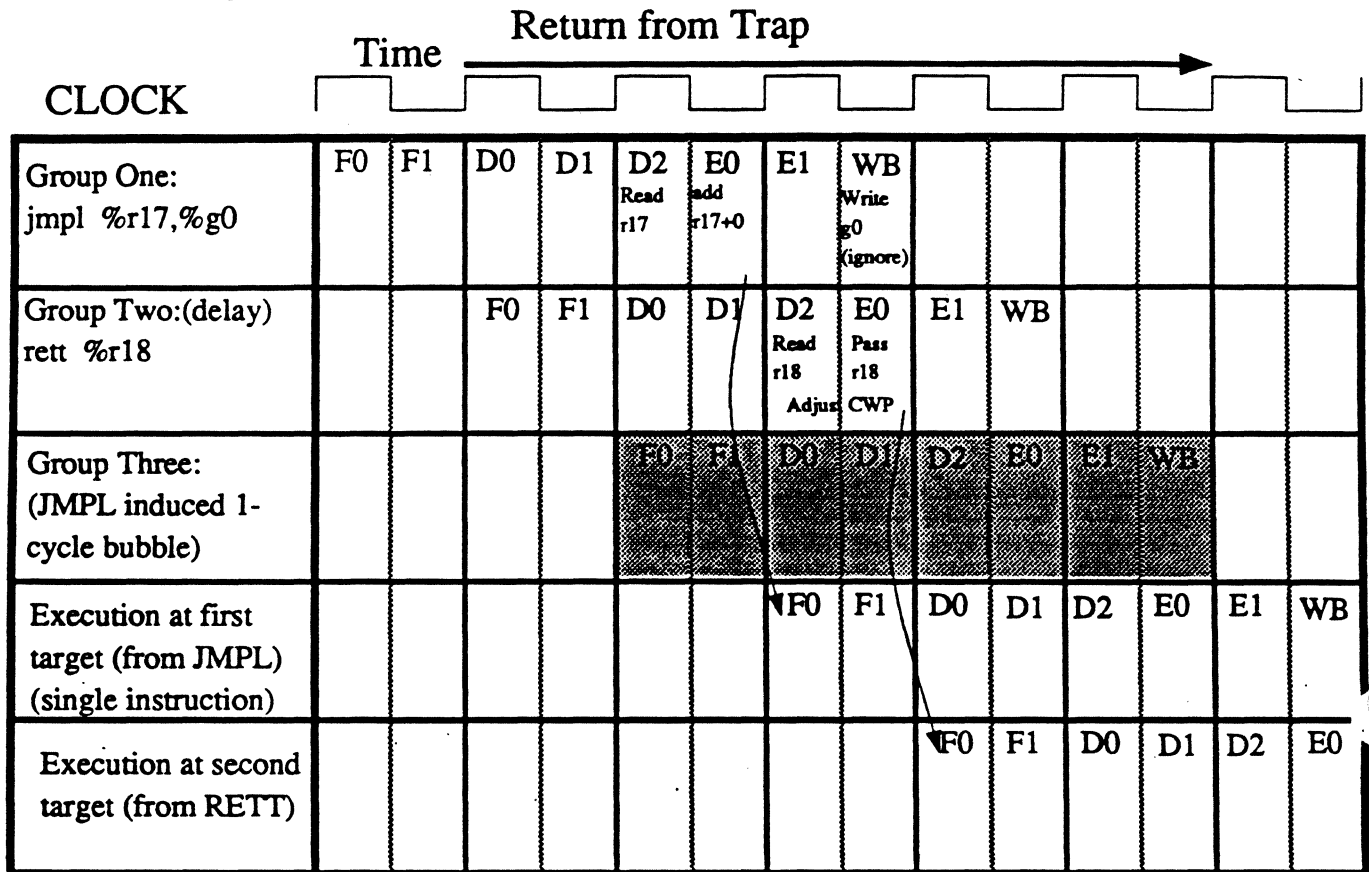 Return from Trap
Time
CLOCK
Group One:
jmpl %r17,%g0
F0 F1 D0 D1 D2 E0 E1 WB
Read
r17
add
r17+0
Write
g0
(ignore)
Group Two:(delay)
rett %r18
F0 F1 D0 D1 D2 E0 E1 WB
Read
r18
Pass
r18
Adjust CWP
Group Three:
(JMPL induced 1-
cycle bubble)
F0 F1 D0 D1 D2 E0 E1 WB
Execution at first
target (from JMPL)
(single instruction)
F0 F1 D0 D1 D2 E0 E1 WB
Execution at second
target (from RETT)
F0 F1 D0 D1 D2 E0